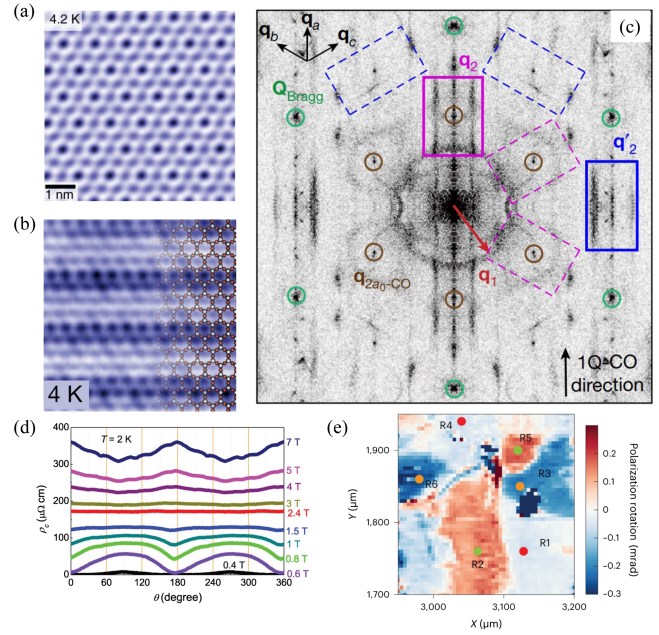 (a)
4.2 K
1 nm
(b)
4 K
(c)
q_b
q_a
q_c
Q_Bragg
q_2
q'_2
q_2a₀-CO
q_1
1Q-CO
direction
(d)
T = 2 K
400
350
300
250
200
150
100
50
0
ρ_c (μΩ cm)
7 T
5 T
4 T
3 T
2.4 T
1.5 T
1 T
0.8 T
0.6 T
0.4 T
0 60 120 180 240 300 360
θ (degree)
(e)
R4
R5
R3
R6
R1
R2
1,900
1,800
1,700
Y (μm)
3,000 3,100 3,200
X (μm)
0.2
0.1
0
−0.1
−0.2
−0.3
Polarization rotation (mrad)